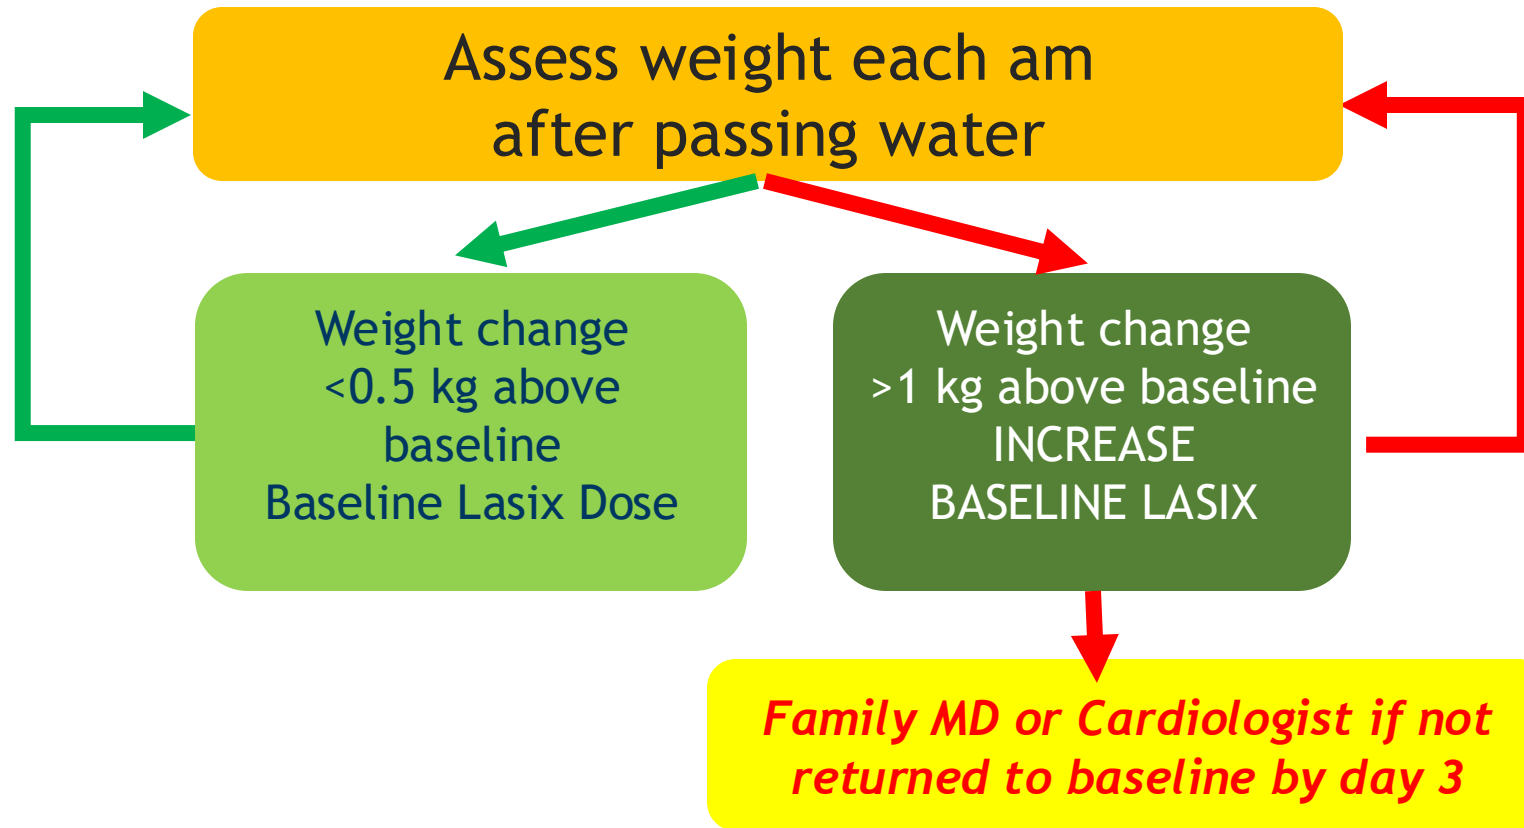 Assess weight each am
after passing water
Weight change
<0.5 kg above
baseline
Baseline Lasix Dose
Weight change
>1 kg above baseline
INCREASE
BASELINE LASIX
Family MD or Cardiologist if not
returned to baseline by day 3